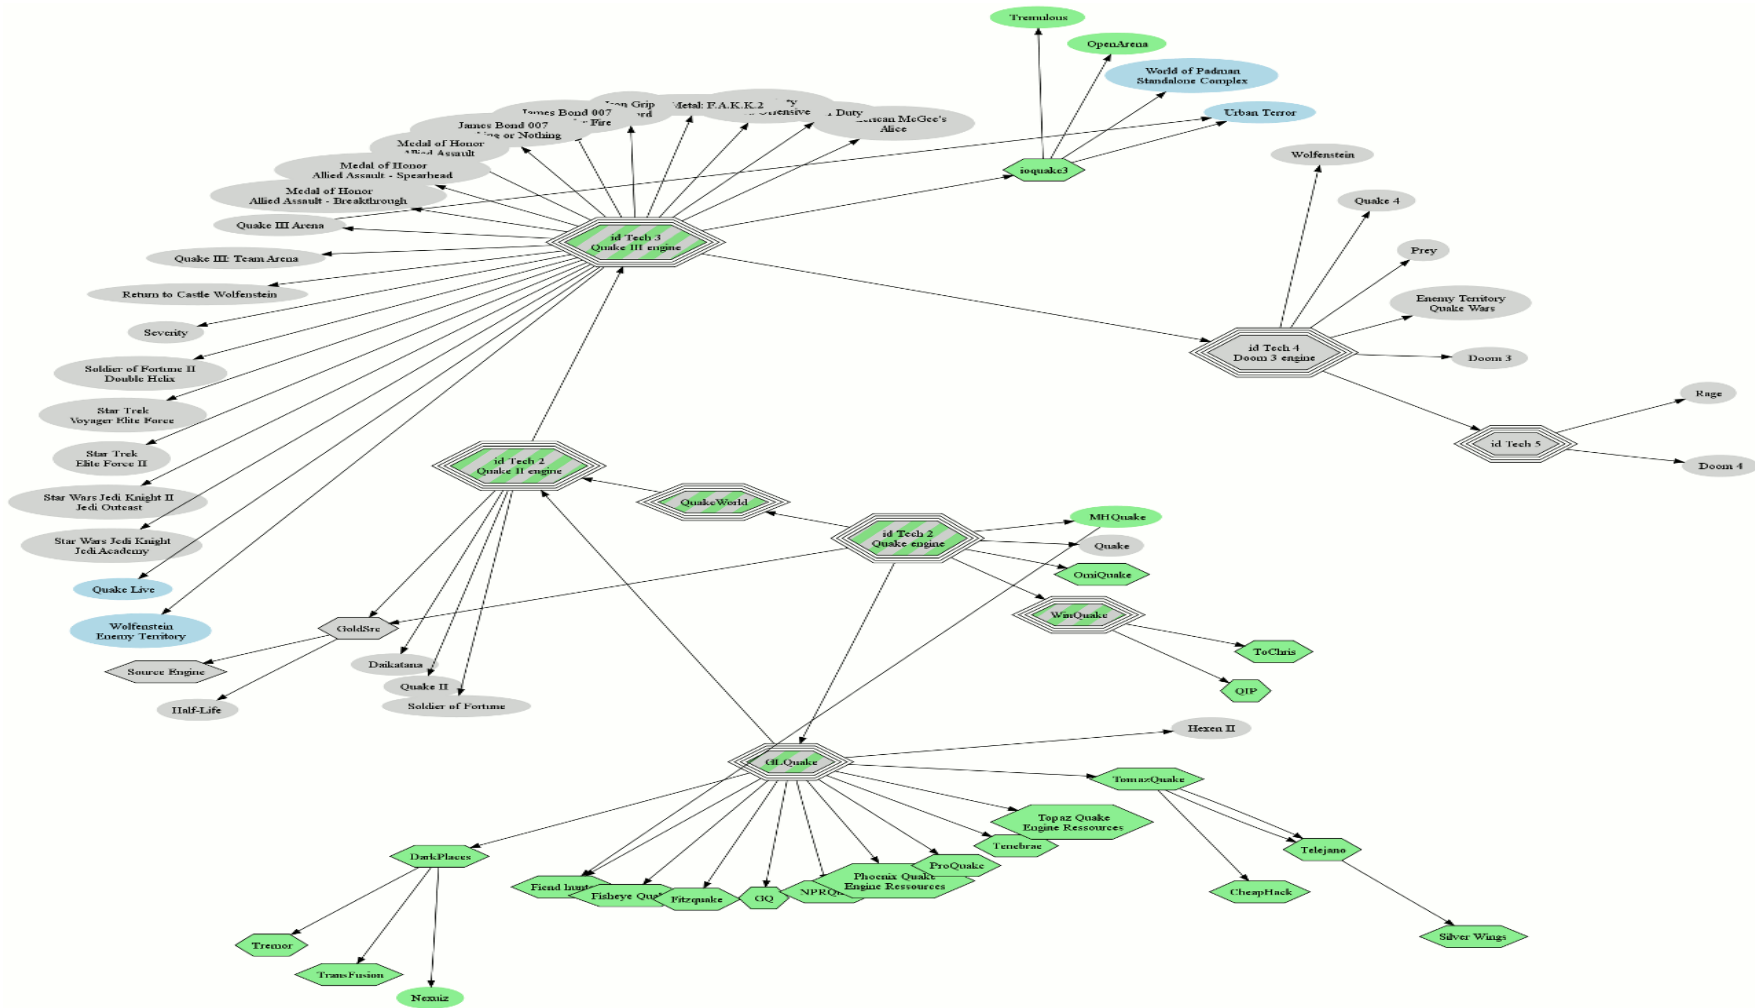 Tremulous
OpenArena
World of Padman
Standalone Complex
Urban Terror
ioquake3
Metal: F.A.K.K.2
Duty
Alice
James Bond 007
Fire
James Bond 007
or Nothing
Medal of Honor
Allied Assault
Medal of Honor
Allied Assault - Spearhead
Medal of Honor
Allied Assault - Breakthrough
Quake III Arena
Quake III: Team Arena
Return to Castle Wolfenstein
Severity
Soldier of Fortune II
Double Helix
Star Trek
Voyager Elite Force
Star Trek
Elite Force II
Star Wars Jedi Knight II
Jedi Outcast
Star Wars Jedi Knight
Jedi Academy
Quake Live
Wolfenstein
Enemy Territory
id Tech 3
Quake III engine
Wolfenstein
Quake 4
Prey
Enemy Territory
Quake Wars
Doom 3
id Tech 4
Doom 3 engine
Rage
id Tech 5
Doom 4
id Tech 2
Quake II engine
QuakeWorld
id Tech 2
Quake engine
MHQuake
Quake
OmiQuake
WinQuake
ToChris
QIP
GoldSrc
Source Engine
Half-Life
Daikatana
Quake II
Soldier of Fortune
GLQuake
Hexen II
TomazQuake
Topaz Quake
Engine Ressources
Tenebrae
ProQuake
Phoenix Quake
Engine Ressources
GQ
Fitzquake
Fisheye
Fiend
DarkPlaces
Tremor
TransFusion
Nexuiz
Telejano
CheapHack
Silver Wings